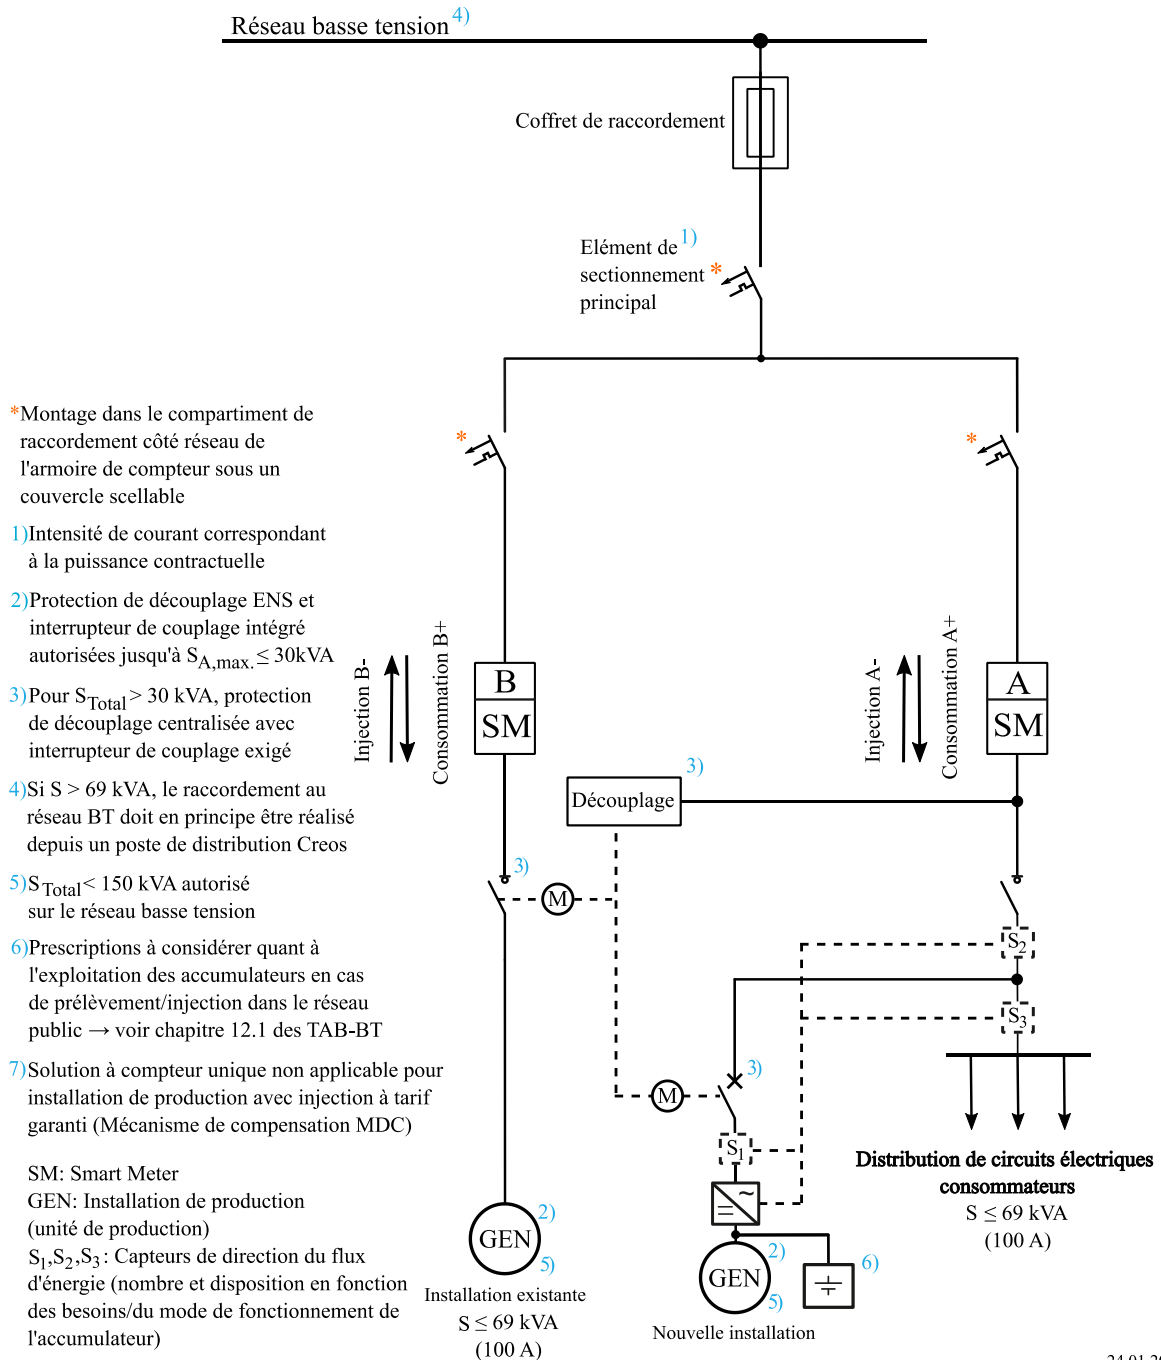 Réseau basse tension 4)
Coffret de raccordement
Elément de 1)
sectionnement *
principal
*Montage dans le compartiment de
raccordement côté réseau de
l'armoire de compteur sous un
couvercle scellable
1)Intensité de courant correspondant
à la puissance contractuelle
2)Protection de découplage ENS et
interrupteur de couplage intégré
autorisées jusqu'à SA,max. ≤ 30kVA
3)Pour STotal > 30 kVA, protection
de découplage centralisée avec
interrupteur de couplage exigé
4)Si S > 69 kVA, le raccordement au
réseau BT doit en principe être réalisé
depuis un poste de distribution Creos
5)STotal < 150 kVA autorisé
sur le réseau basse tension
6)Prescriptions à considérer quant à
l'exploitation des accumulateurs en cas
de prélèvement/injection dans le réseau
public → voir chapitre 12.1 des TAB-BT
7)Solution à compteur unique non applicable pour
installation de production avec injection à tarif
garanti (Mécanisme de compensation MDC)
SM: Smart Meter
GEN: Installation de production
(unité de production)
S1,S2,S3: Capteurs de direction du flux
d'énergie (nombre et disposition en fonction
des besoins/du mode de fonctionnement de
l'accumulateur)
*
*
Injection B-
Consommation B+
B
SM
Injection A-
Consommation A+
A
SM
Découplage
3)
3)
M
S2
S3
M
3)
S1
Distribution de circuits électriques
consommateurs
S ≤ 69 kVA
(100 A)
GEN
2)
5)
Installation existante
S ≤ 69 kVA
(100 A)
GEN
2)
5)
6)
Nouvelle installation